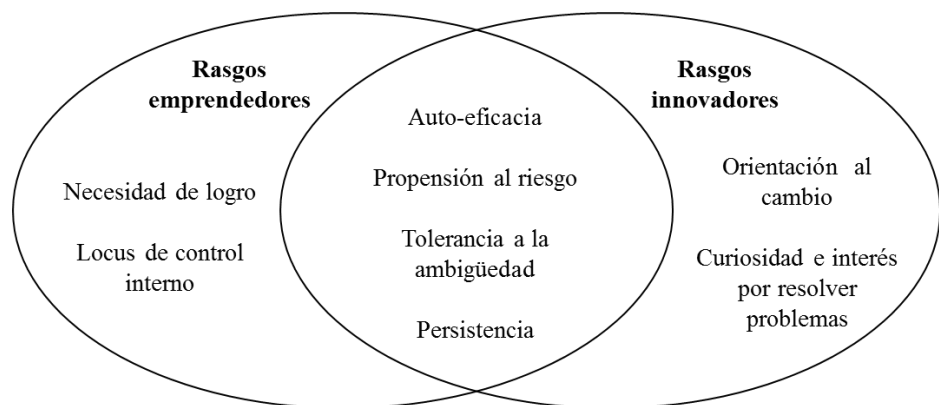 Rasgos
emprendedores
Necesidad de logro
Locus de control
interno
Auto-eficacia
Propensión al riesgo
Tolerancia a la
ambigüedad
Persistencia
Rasgos
innovadores
Orientación al
cambio
Curiosidad e interés
por resolver
problemas